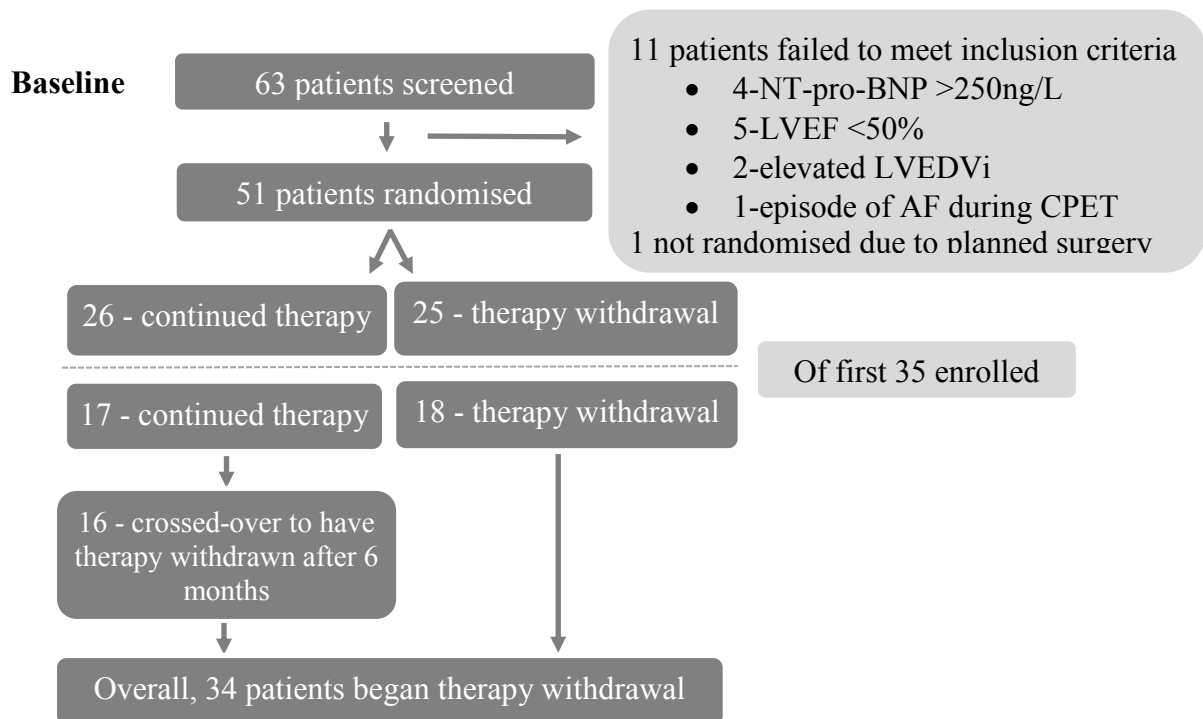 Baseline
63 patients screened
11 patients failed to meet inclusion criteria
• 4-NT-pro-BNP >250ng/L
• 5-LVEF <50%
• 2-elevated LVEDVi
• 1-episode of AF during CPET
1 not randomised due to planned surgery
51 patients randomised
26 - continued therapy
25 - therapy withdrawal
Of first 35 enrolled
17 - continued therapy
18 - therapy withdrawal
16 - crossed-over to have
therapy withdrawn after 6
months
Overall, 34 patients began therapy withdrawal